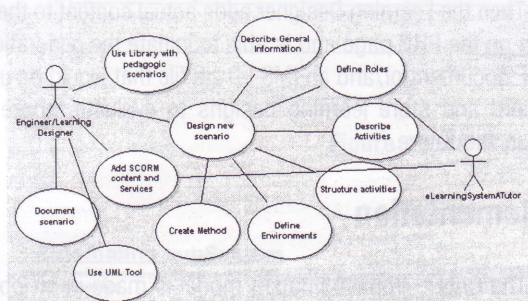 Describe General
Information
Use Library with
pedagogic
scenarios
Define Roles
Engineer/Learning
Designer
Design new
scenario
Describe
Activities
Add SCORM
content and
Services
Structure activities
eLearningSystemATutor
Document
scenario
Create Method
Define
Environments
Use UML Tool